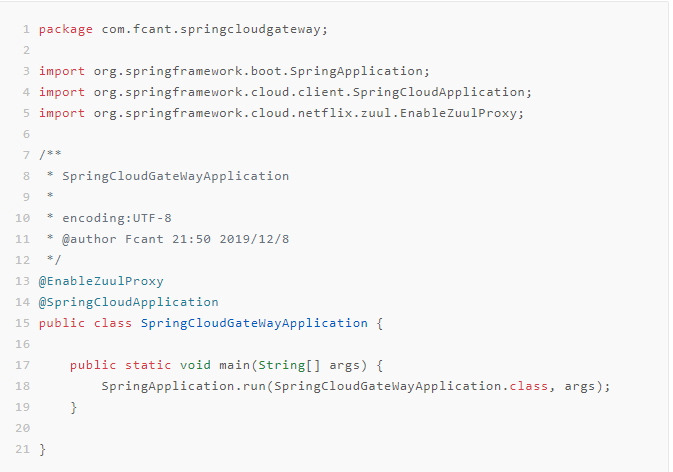 1 package com.fcant.springcloudgateway;
2
3 import org.springframework.boot.SpringApplication;
4 import org.springframework.cloud.client.SpringCloudApplication;
5 import org.springframework.cloud.netflix.zuul.EnableZuulProxy;
6
7 /**
8  * SpringCloudGateWayApplication
9  *
10  * encoding:UTF-8
11  * @author Fcant 21:50 2019/12/8
12  */
13 @EnableZuulProxy
14 @SpringCloudApplication
15 public class SpringCloudGateWayApplication {
16
17     public static void main(String[] args) {
18         SpringApplication.run(SpringCloudGateWayApplication.class, args);
19     }
20
21 }